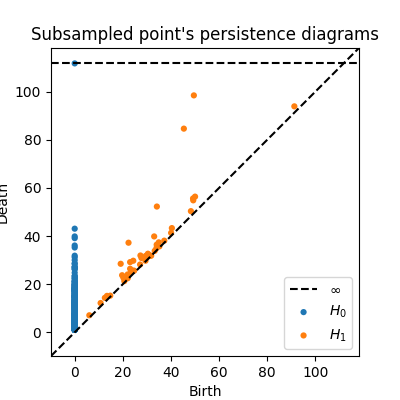 Subsampled point's persistence diagrams
100
80
60
40
20
0
Death
0 20 40 60 80 100
Birth
∞
H₀
H₁